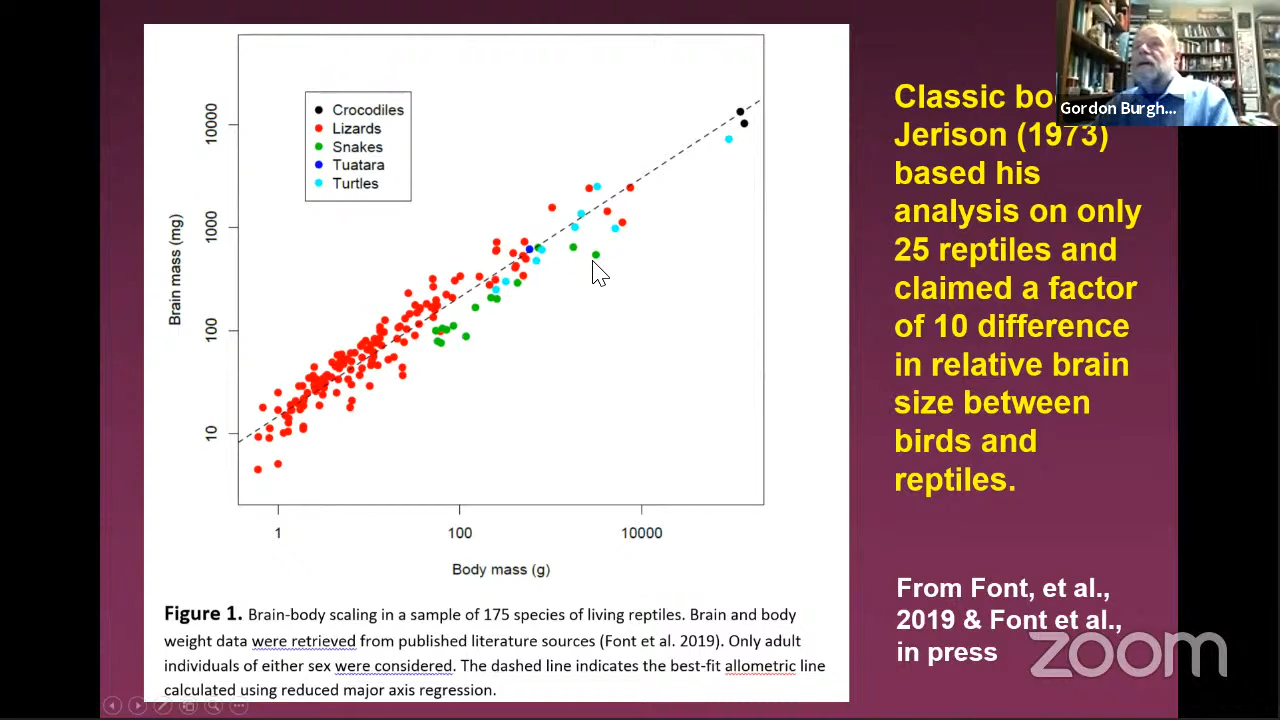 Crocodiles
Lizards
Snakes
Tuatara
Turtles
Brain mass (mg)
10000
1000
100
10
1
100
10000
Body mass (g)
Figure 1. Brain-body scaling in a sample of 175 species of living reptiles. Brain and body
weight data were retrieved from published literature sources (Font et al. 2019). Only adult
individuals of either sex were considered. The dashed line indicates the best-fit allometric line
calculated using reduced major axis regression.
Classic
Jerison (1973)
based his
analysis on only
25 reptiles and
claimed a factor
of 10 difference
in relative brain
size between
birds and
reptiles.
From Font, et al.,
2019 & Font et al.,
in press
Gordon Burgh...
zoom